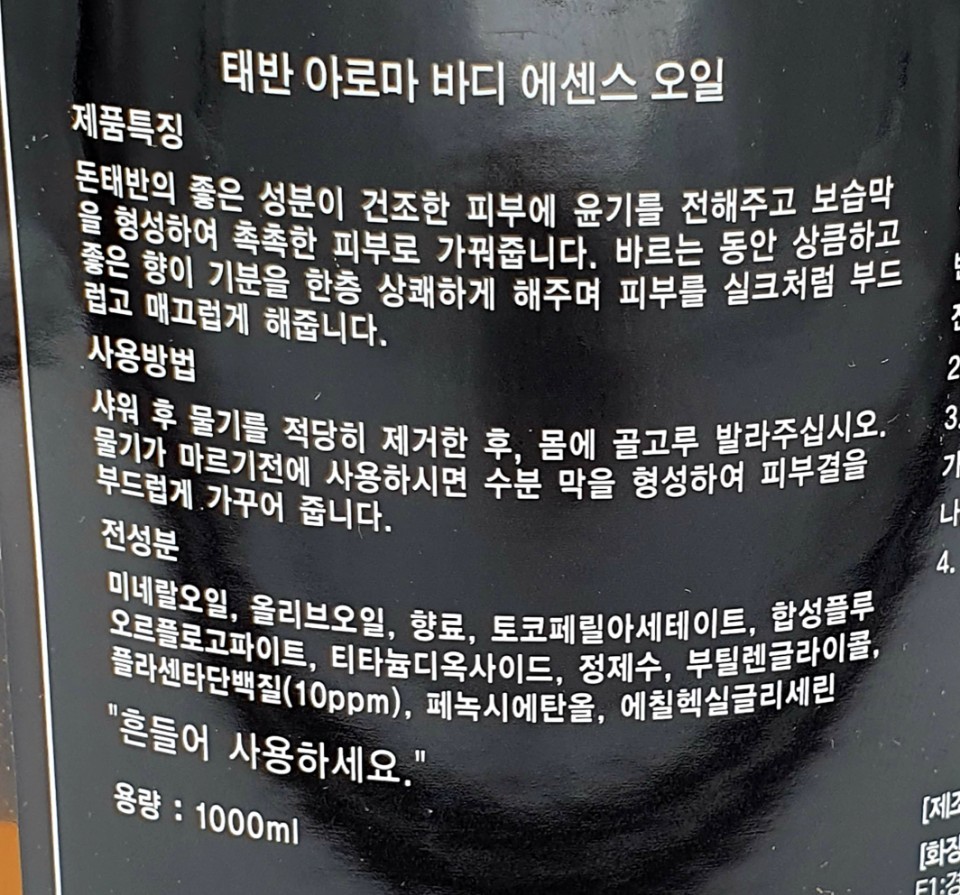 태반 아로마 바디 에센스 오일
제품특징
돈태반의 좋은 성분이 건조한 피부에 윤기를 전해주고 보습막
을 형성하여 촉촉한 피부로 가꿔줍니다. 바르는 동안 상큼하고
좋은 향이 기분을 한층 상쾌하게 해주며 피부를 실크처럼 부드
럽고 매끄럽게 해줍니다.
사용방법
샤워 후 물기를 적당히 제거한 후, 몸에 골고루 발라주십시오.
물기가 마르기전에 사용하시면 수분 막을 형성하여 피부결을
부드럽게 가꾸어 줍니다.
전성분
미네랄오일, 올리브오일, 향료, 토코페릴아세테이트, 합성플루
오르플로고파이트, 티타늄디옥사이드, 정제수, 부틸렌글라이콜,
플라센타단백질(10ppm), 페녹시에탄올, 에칠헥실글리세린
"흔들어 사용하세요."
용량 : 1000ml
2
3.
4.